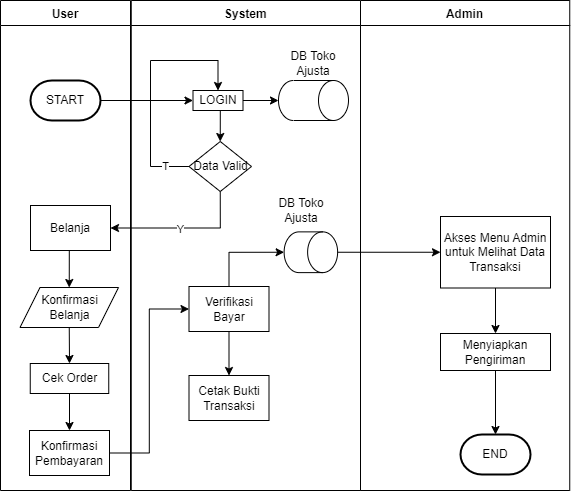 User
System
Admin
DB Toko
Ajusta
START
LOGIN
T
Data Valid
Y
Belanja
DB Toko
Ajusta
Akses Menu Admin
untuk Melihat Data
Transaksi
Konfirmasi
Belanja
Verifikasi
Bayar
Menyiapkan
Pengiriman
Cek Order
Cetak Bukti
Transaksi
Konfirmasi
Pembayaran
END